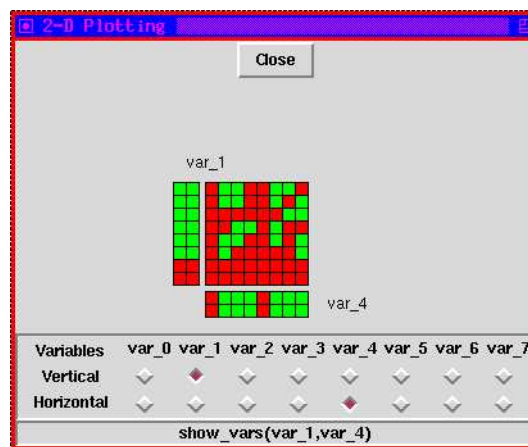 2-D Plotting
Close
var_1
var_4
Variables var_0 var_1 var_2 var_3 var_4 var_5 var_6 var_7
Vertical
Horizontal
show_vars(var_1,var_4)